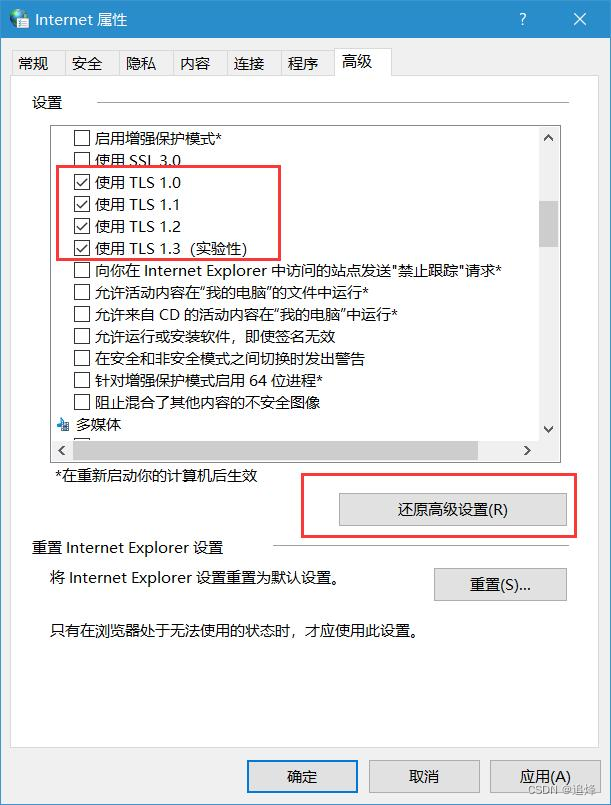 Internet 属性
?
常规 安全 隐私 内容 连接 程序 高级
设置
启用增强保护模式*
使用 SSL 3.0
使用 TLS 1.0
使用 TLS 1.1
使用 TLS 1.2
使用 TLS 1.3（实验性）
向你在 Internet Explorer 中访问的站点发送"禁止跟踪"请求*
允许活动内容在“我的电脑”的文件中运行*
允许来自 CD 的活动内容在“我的电脑”中运行*
允许运行或安装软件，即使签名无效
在安全和非安全模式之间切换时发出警告
针对增强保护模式启用 64 位进程*
阻止混合了其他内容的不安全图像
多媒体
*在重新启动你的计算机后生效
还原高级设置(R)
重置 Internet Explorer 设置
将 Internet Explorer 设置重置为默认设置。
重置(S)...
只有在浏览器处于无法使用的状态时，才应使用此设置。
确定 取消 应用(A)
CSDN @追烽